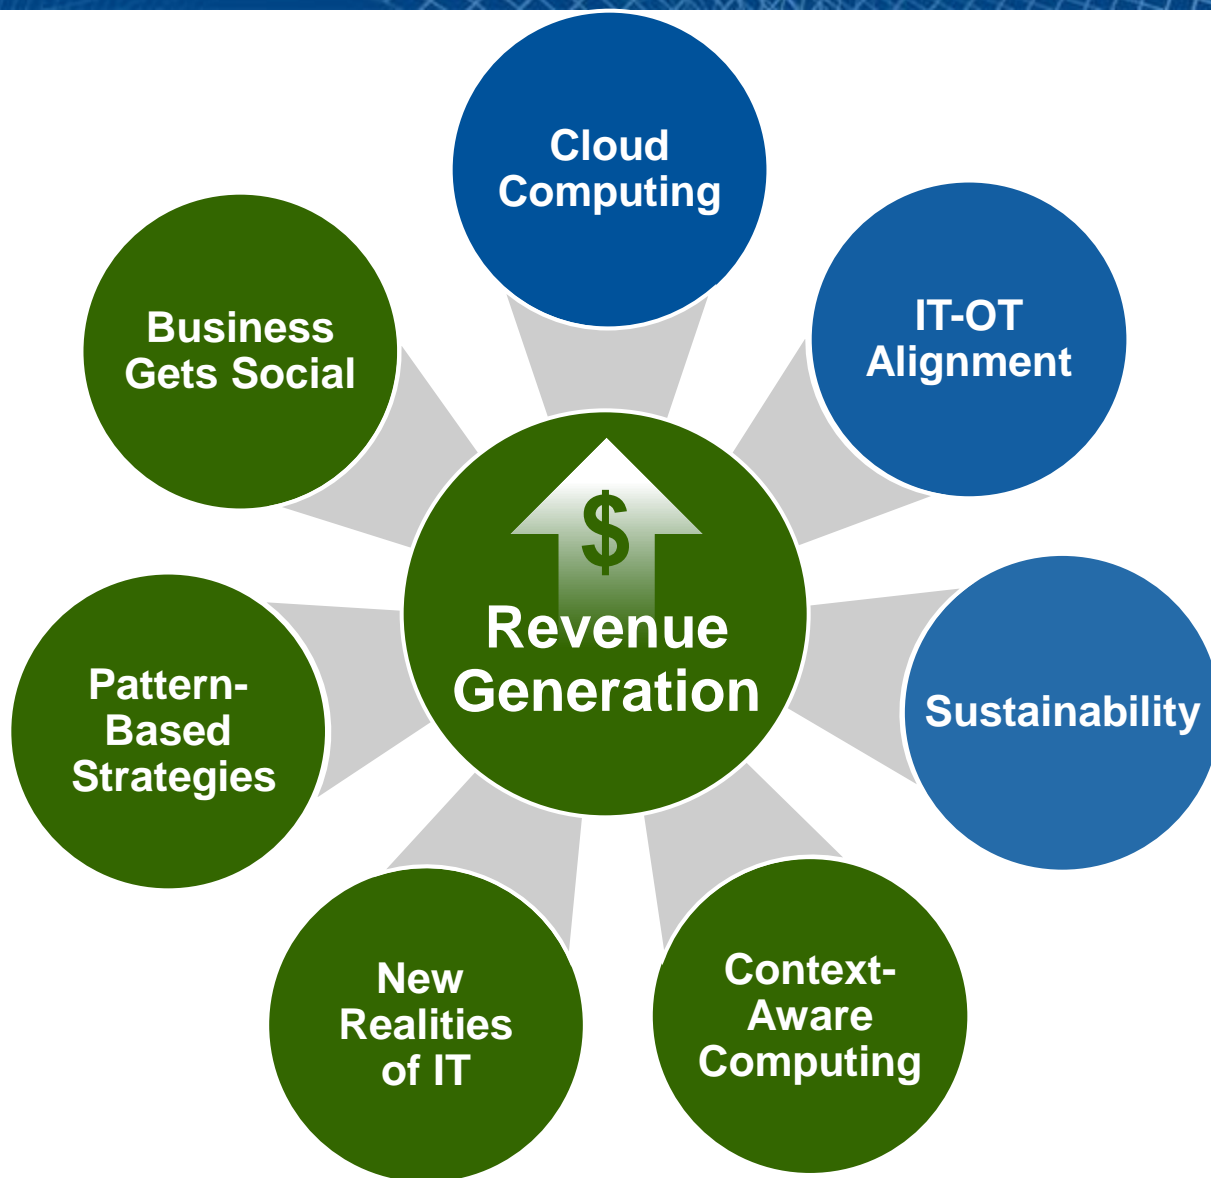 Cloud
Computing
IT-OT
Alignment
Business
Gets Social
$
Revenue
Generation
Sustainability
Pattern-
Based
Strategies
New
Realities
of IT
Context-
Aware
Computing